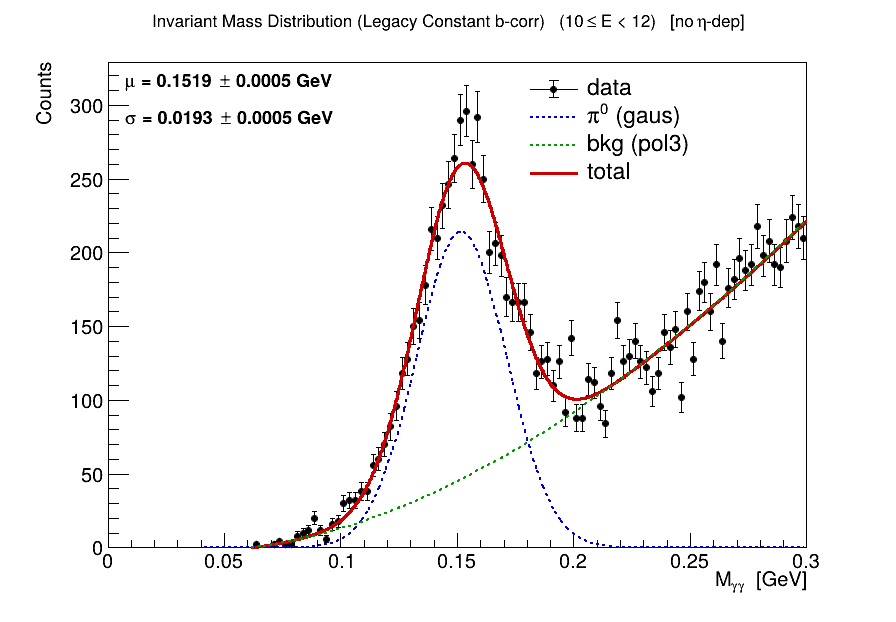 Invariant Mass Distribution (Legacy Constant b-corr) (10 ≤ E < 12) [no η-dep]
Counts
μ = 0.1519 ± 0.0005 GeV
σ = 0.0193 ± 0.0005 GeV
data
π⁰ (gaus)
bkg (pol3)
total
300
250
200
150
100
50
0
0 0.05 0.1 0.15 0.2 0.25 0.3
Mγγ [GeV]